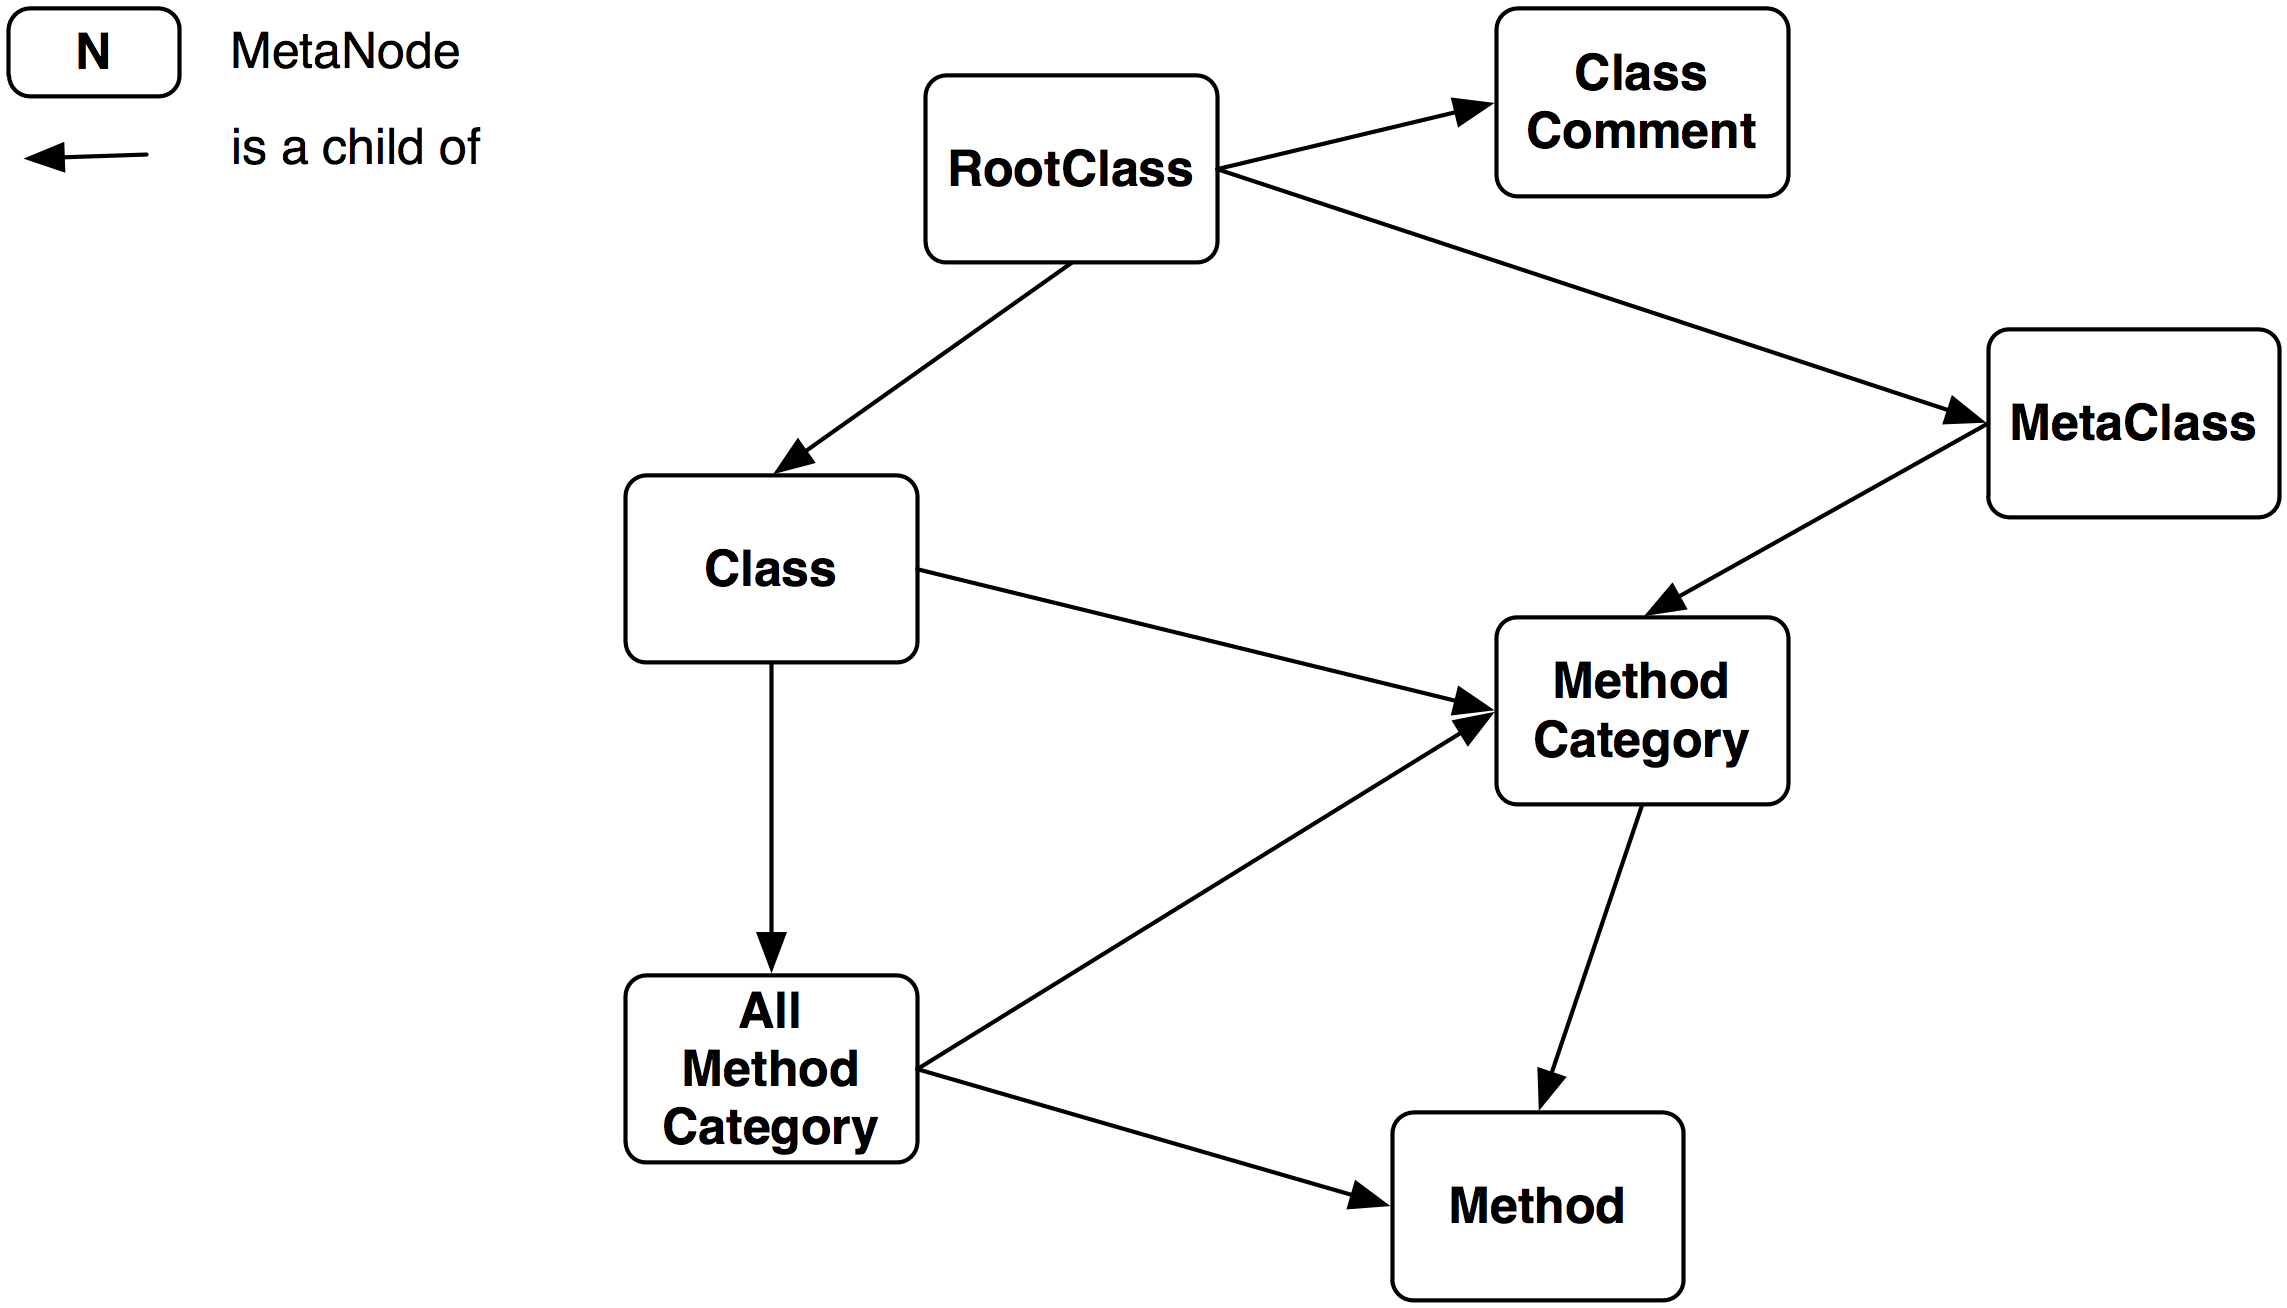 N
MetaNode
is a child of
RootClass
Class
Comment
MetaClass
Class
Method
Category
All
Method
Category
Method